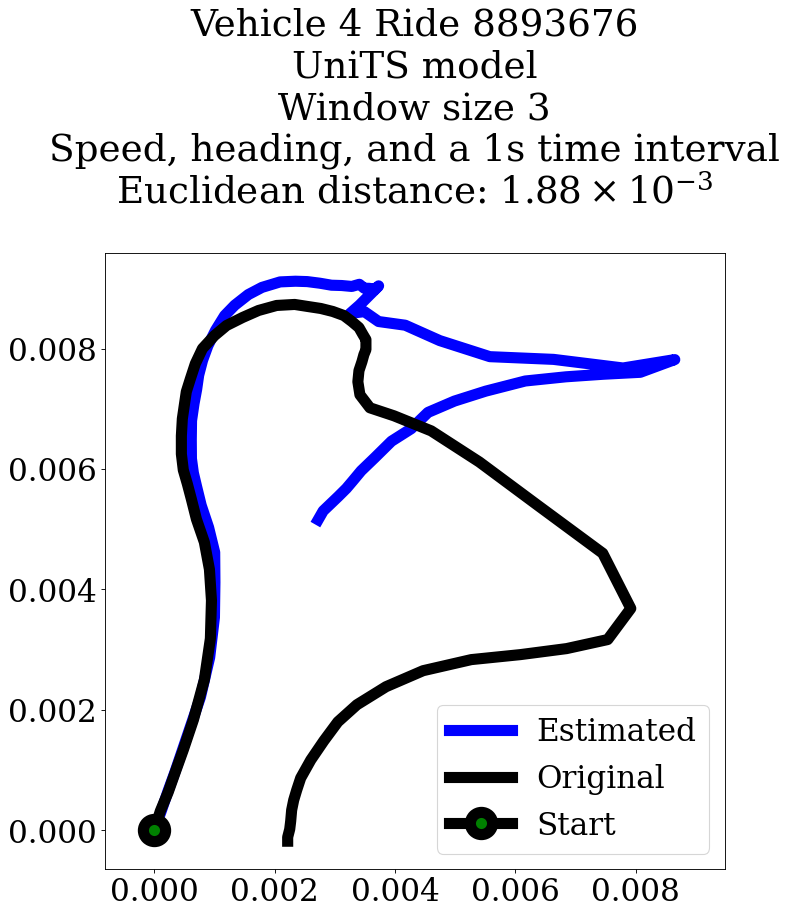 Vehicle 4 Ride 8893676
UniTS model
Window size 3
Speed, heading, and a 1s time interval
Euclidean distance: 1.88 × 10⁻³
0.008
0.006
0.004
0.002
0.000
Estimated
Original
Start
0.000 0.002 0.004 0.006 0.008